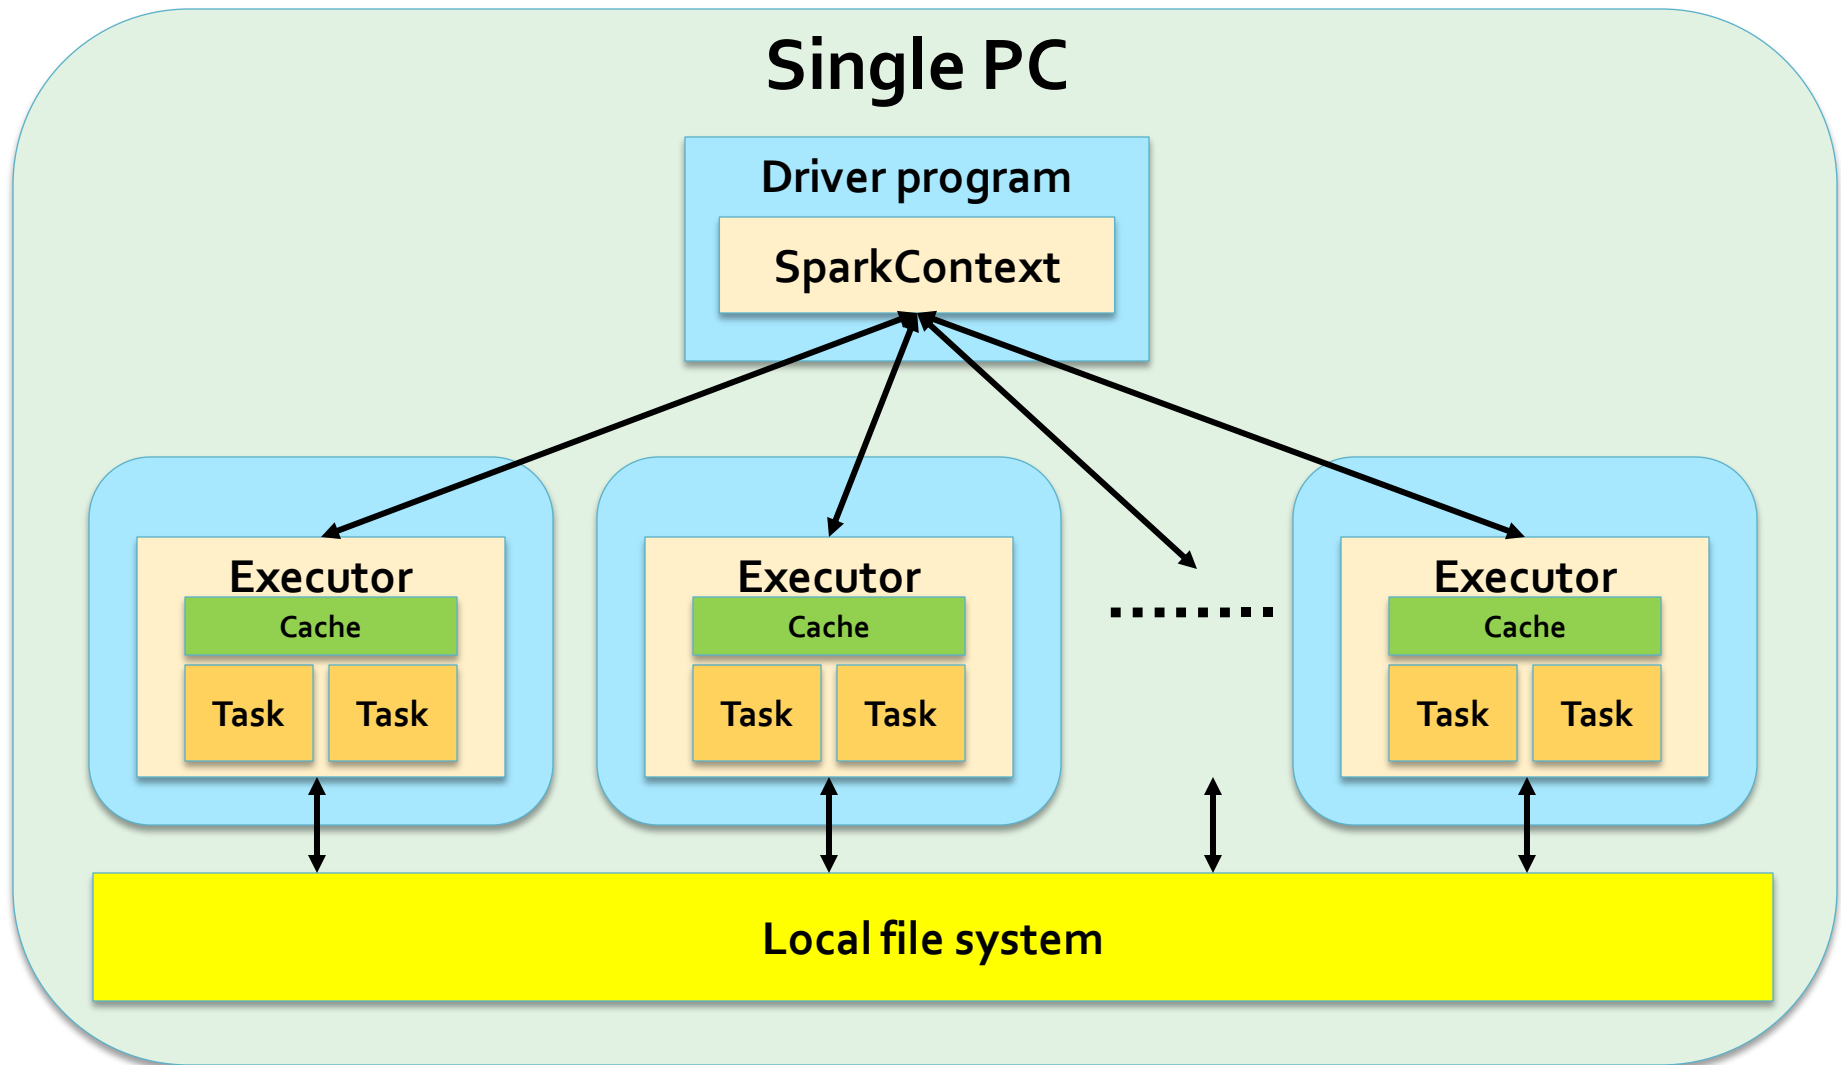 Single PC
Driver program
SparkContext
Executor
Cache
Task Task
Executor
Cache
Task Task
Executor
Cache
Task Task
Local file system